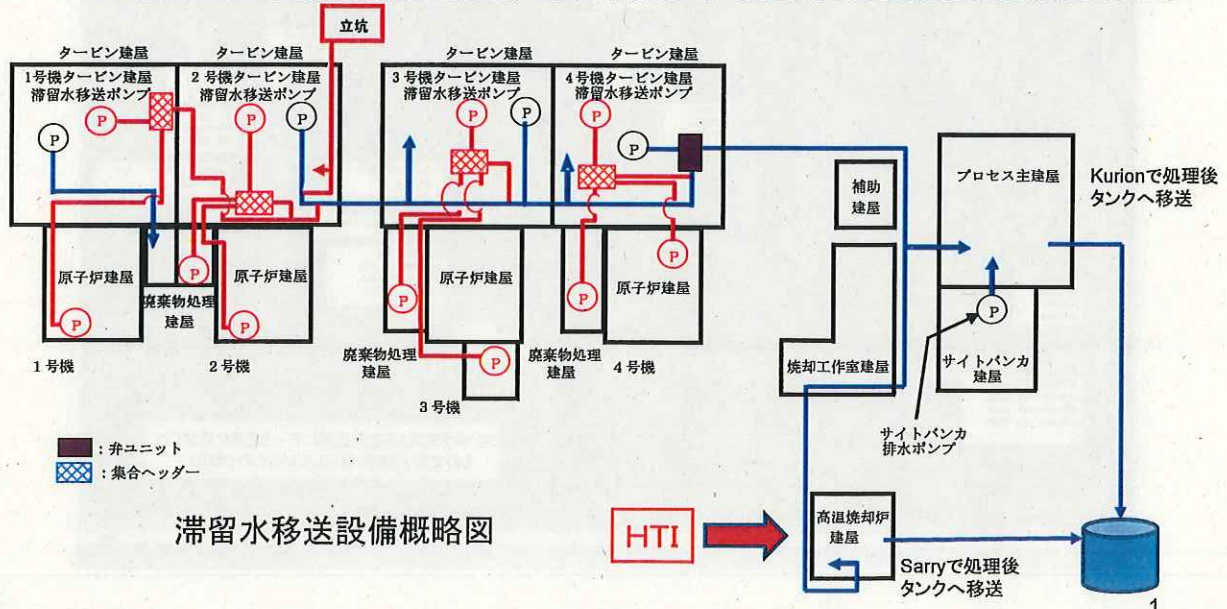 立坑
タービン建屋
タービン建屋
タービン建屋
タービン建屋
1号機タービン建屋
滞留水移送ポンプ
2号機タービン建屋
滞留水移送ポンプ
3号機タービン建屋
滞留水移送ポンプ
4号機タービン建屋
滞留水移送ポンプ
P
P
P
P
P
P
P
P
補助
建屋
プロセス主建屋
Kurionで処理後
タンクへ移送
原子炉建屋
P
廃棄物処理
建屋
P
原子炉建屋
P
P
原子炉建屋
P
P
原子炉建屋
P
P
1号機
2号機
廃棄物処理
建屋
3号機
廃棄物処理
建屋
4号機
焼却工作室建屋
サイトバンカ
建屋
サイトバンカ
排水ポンプ
:弁ユニット
:集合ヘッダー
滞留水移送設備概略図
HTI
高温焼却炉
建屋
Sarryで処理後
タンクへ移送
1